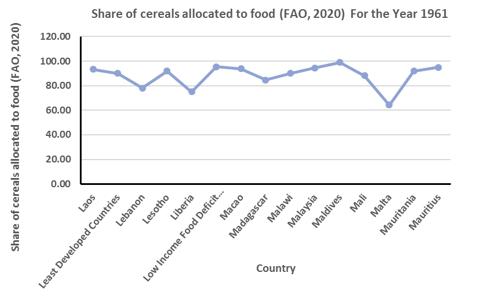 Share of cereals allocated to food (FAO, 2020)  For the Year 1961
Share of cereals allocated to food (FAO, 2020)
120.00
100.00
80.00
60.00
40.00
20.00
0.00
Laos
Least Developed Countries
Lebanon
Lesotho
Liberia
Low Income Food Deficit...
Macao
Madagascar
Malawi
Malaysia
Maldives
Mali
Malta
Mauritania
Mauritius
Country